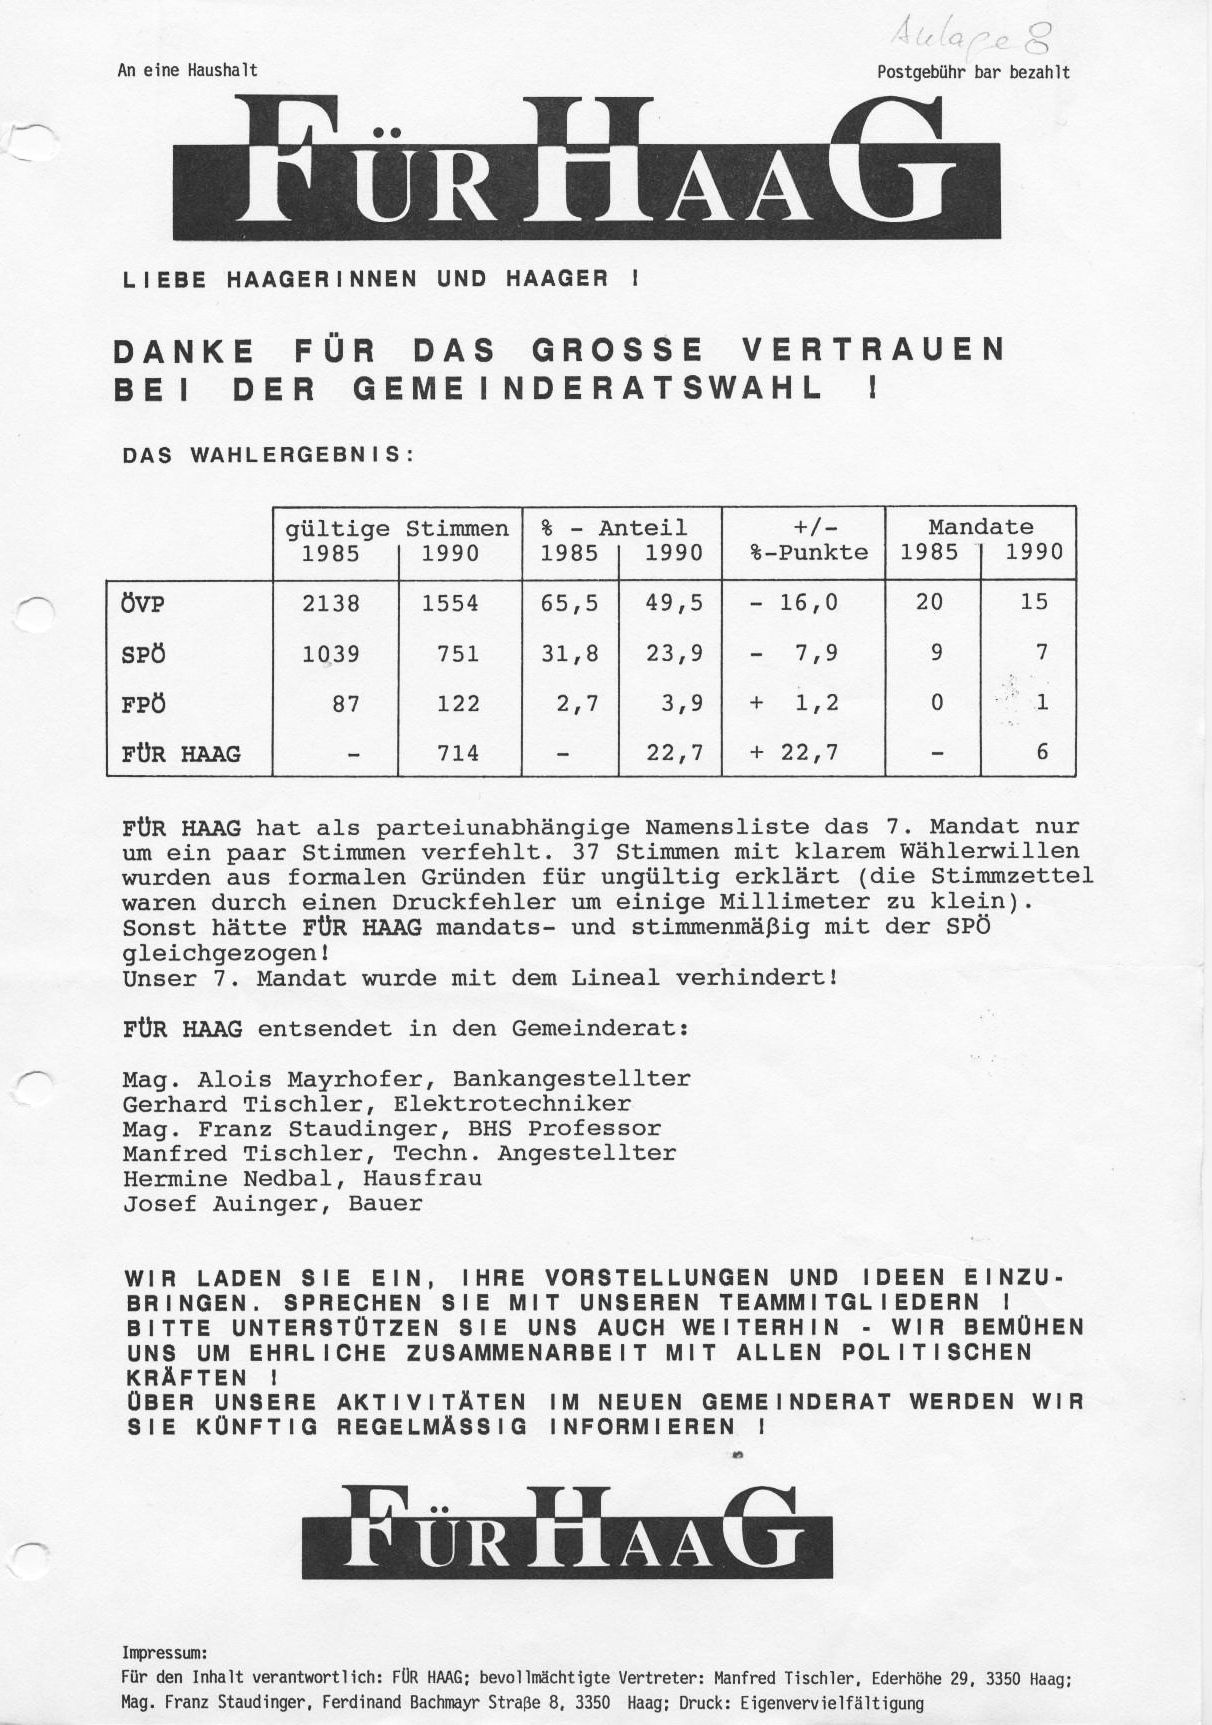 Anlage 8
An eine Haushalt
Postgebühr bar bezahlt
FÜR HAAG
LIEBE HAAGERINNEN UND HAAGER !
DANKE FÜR DAS GROSSE VERTRAUEN
BEI DER GEMEINDERATSWAHL !
DAS WAHLERGEBNIS:
gültige Stimmen % - Anteil +/- Mandate
1985 1990 1985 1990 %-Punkte 1985 1990
ÖVP 2138 1554 65,5 49,5 - 16,0 20 15
SPÖ 1039 751 31,8 23,9 - 7,9 9 7
FPÖ 87 122 2,7 3,9 + 1,2 0 1
FÜR HAAG - 714 - 22,7 + 22,7 - 6
FÜR HAAG hat als parteiunabhängige Namensliste das 7. Mandat nur
um ein paar Stimmen verfehlt. 37 Stimmen mit klarem Wählerwillen
wurden aus formalen Gründen für ungültig erklärt (die Stimmzettel
waren durch einen Druckfehler um einige Millimeter zu klein).
Sonst hätte FÜR HAAG mandats- und stimmenmäßig mit der SPÖ
gleichgezogen!
Unser 7. Mandat wurde mit dem Lineal verhindert!
FÜR HAAG entsendet in den Gemeinderat:
Mag. Alois Mayrhofer, Bankangestellter
Gerhard Tischler, Elektrotechniker
Mag. Franz Staudinger, BHS Professor
Manfred Tischler, Techn. Angestellter
Hermine Nedbal, Hausfrau
Josef Auinger, Bauer
WIR LADEN SIE EIN, IHRE VORSTELLUNGEN UND IDEEN EINZU-
BRINGEN. SPRECHEN SIE MIT UNSEREN TEAMMITGLIEDERN !
BITTE UNTERSTÜTZEN SIE UNS AUCH WEITERHIN - WIR BEMÜHEN
UNS UM EHRLICHE ZUSAMMENARBEIT MIT ALLEN POLITISCHEN
KRÄFTEN !
ÜBER UNSERE AKTIVITÄTEN IM NEUEN GEMEINDERAT WERDEN WIR
SIE KÜNFTIG REGELMÄSSIG INFORMIEREN !
FÜR HAAG
Impressum:
Für den Inhalt verantwortlich: FÜR HAAG; bevollmächtigte Vertreter: Manfred Tischler, Ederhöhe 29, 3350 Haag;
Mag. Franz Staudinger, Ferdinand Bachmayr Straße 8, 3350 Haag; Druck: Eigenvervielfältigung